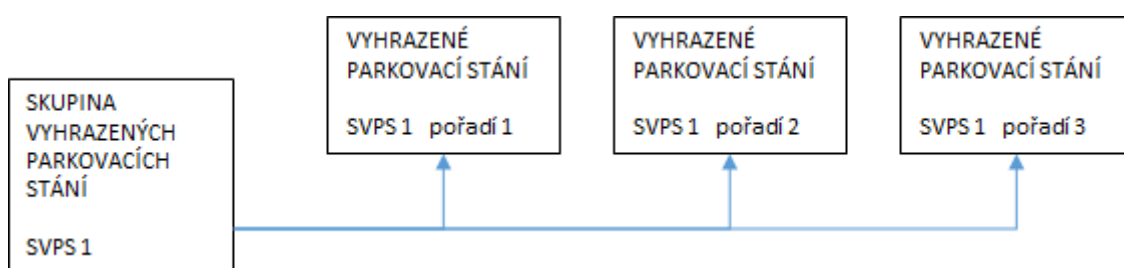 SKUPINA
VYHRAZENÝCH
PARKOVACÍCH
STÁNÍ
SVPS 1
VYHRAZENÉ
PARKOVACÍ STÁNÍ
SVPS 1 pořadí 1
VYHRAZENÉ
PARKOVACÍ STÁNÍ
SVPS 1 pořadí 2
VYHRAZENÉ
PARKOVACÍ STÁNÍ
SVPS 1 pořadí 3